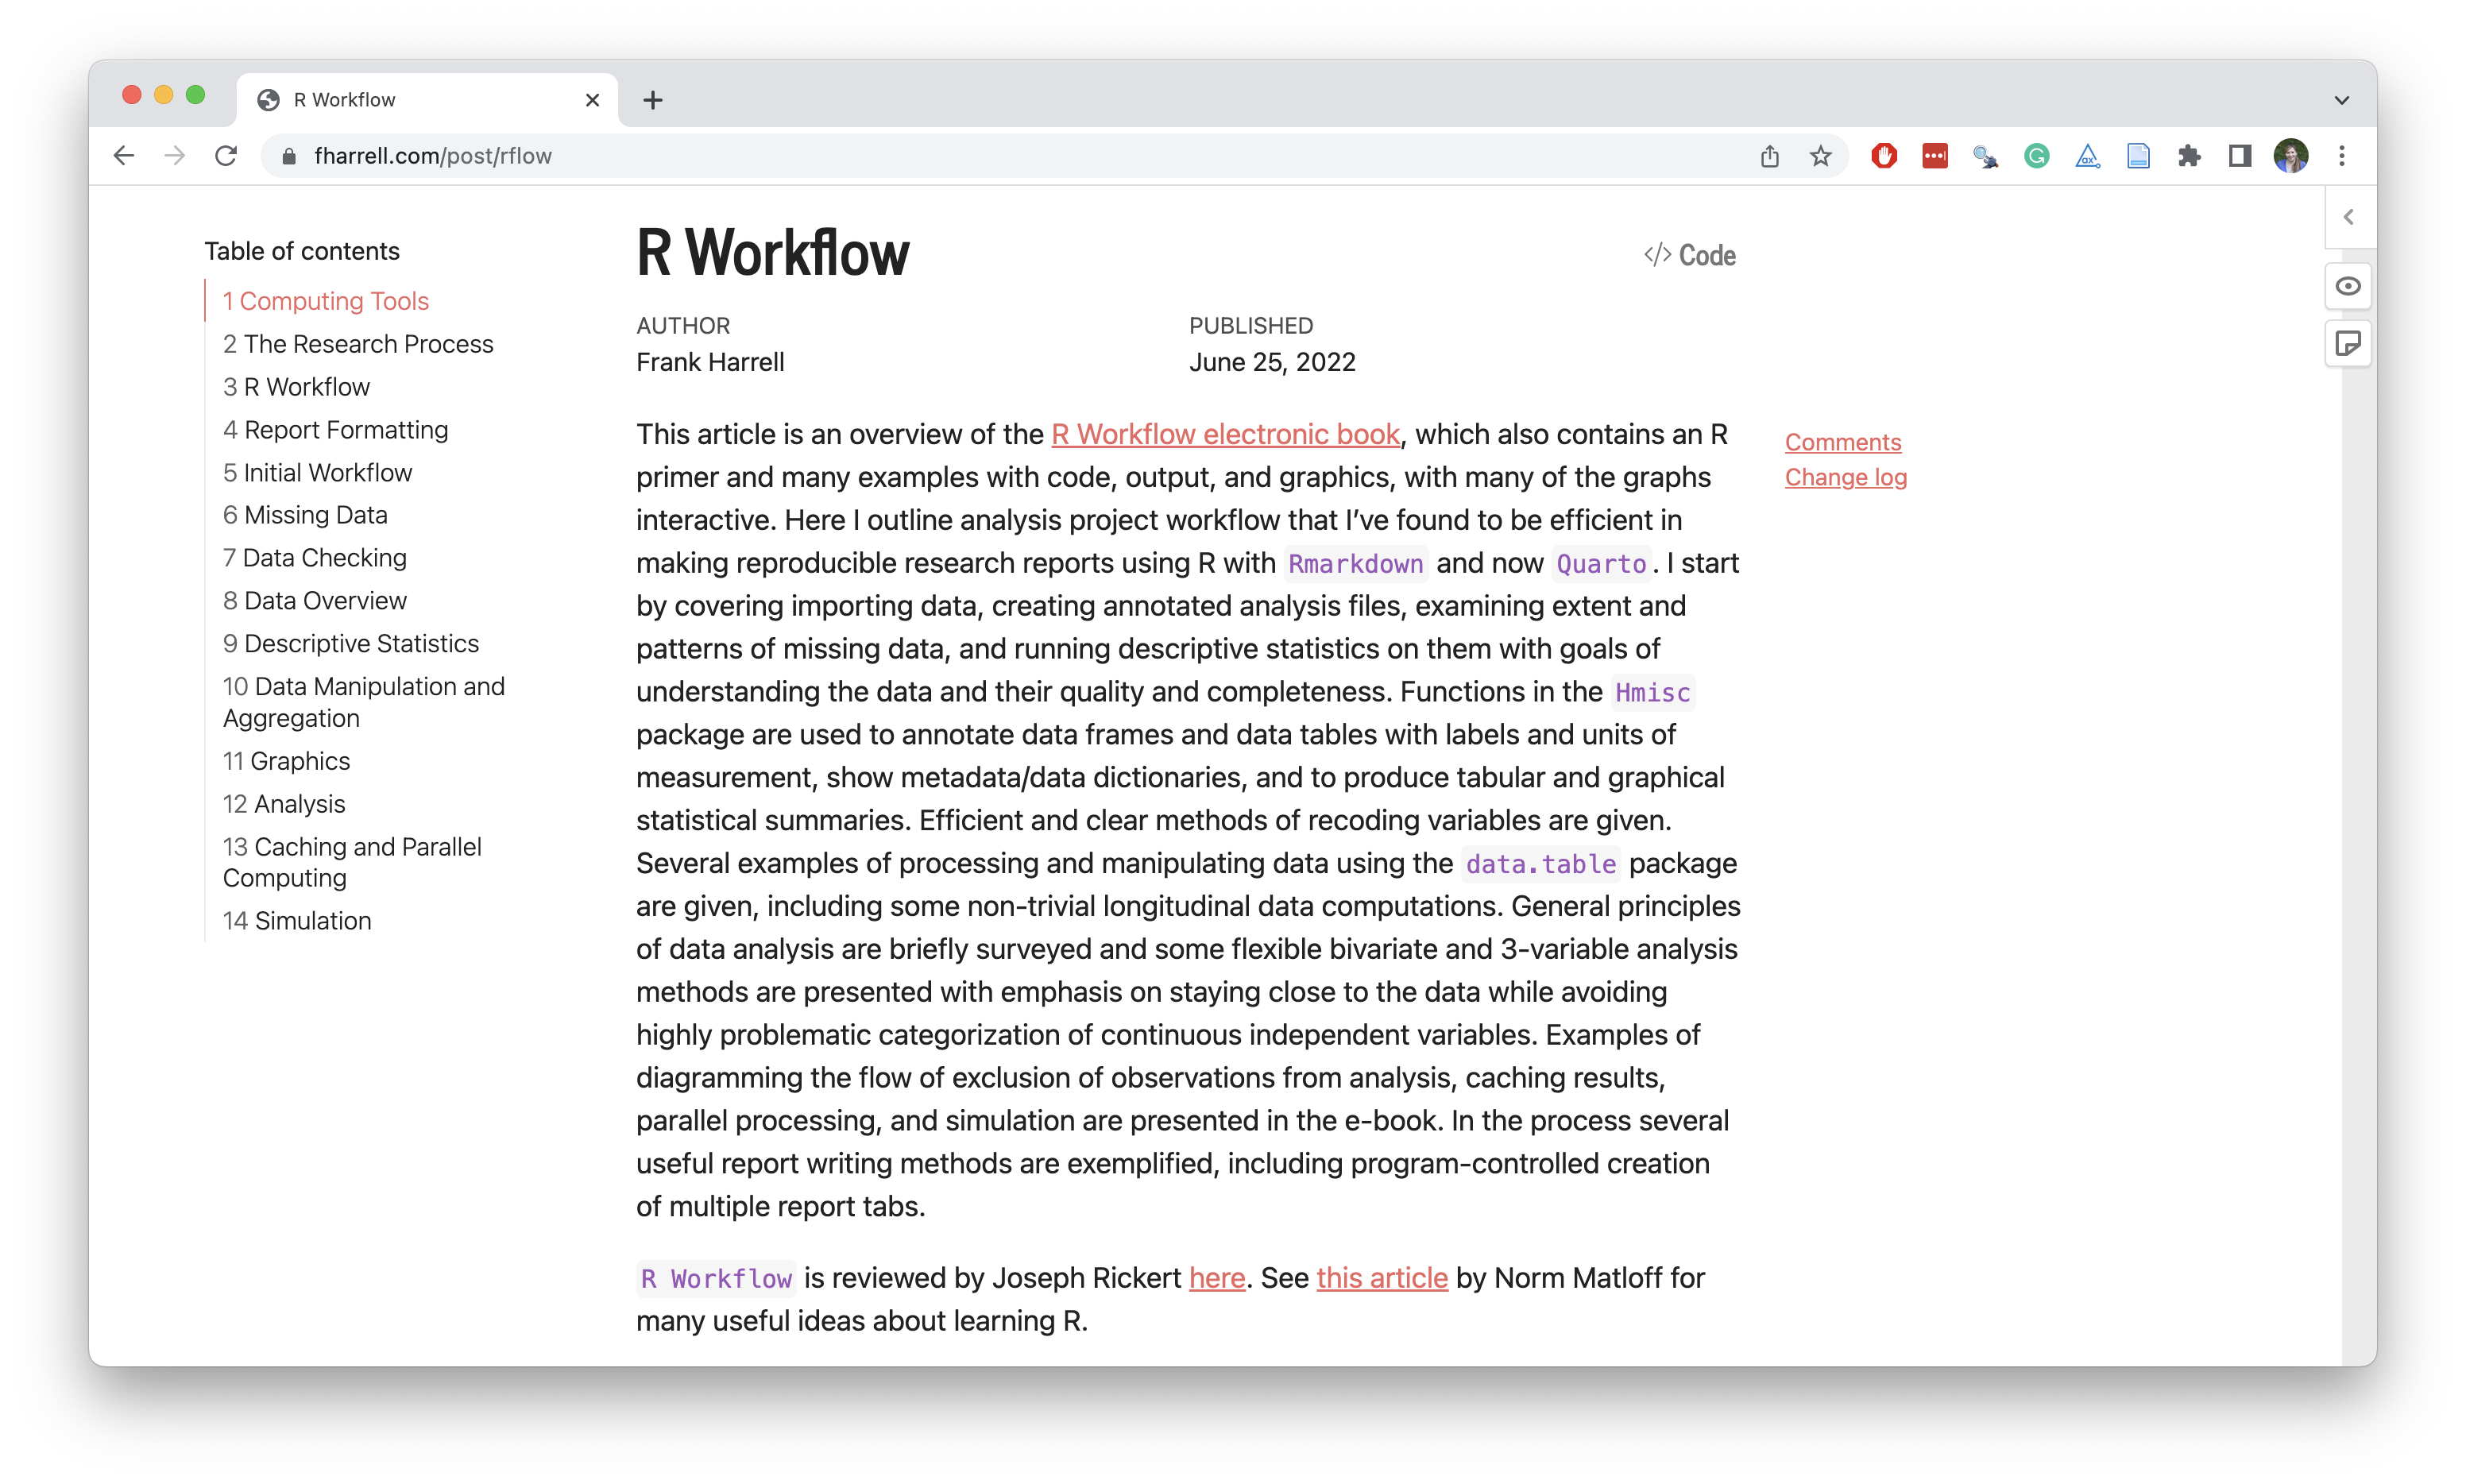 R Workflow
fharrell.com/post/rflow
Table of contents
1 Computing Tools
2 The Research Process
3 R Workflow
4 Report Formatting
5 Initial Workflow
6 Missing Data
7 Data Checking
8 Data Overview
9 Descriptive Statistics
10 Data Manipulation and
Aggregation
11 Graphics
12 Analysis
13 Caching and Parallel
Computing
14 Simulation
R Workflow
</> Code
AUTHOR
Frank Harrell
PUBLISHED
June 25, 2022
This article is an overview of the R Workflow electronic book, which also contains an R
primer and many examples with code, output, and graphics, with many of the graphs
interactive. Here I outline analysis project workflow that I’ve found to be efficient in
making reproducible research reports using R with Rmarkdown and now Quarto. I start
by covering importing data, creating annotated analysis files, examining extent and
patterns of missing data, and running descriptive statistics on them with goals of
understanding the data and their quality and completeness. Functions in the Hmisc
package are used to annotate data frames and data tables with labels and units of
measurement, show metadata/data dictionaries, and to produce tabular and graphical
statistical summaries. Efficient and clear methods of recoding variables are given.
Several examples of processing and manipulating data using the data.table package
are given, including some non-trivial longitudinal data computations. General principles
of data analysis are briefly surveyed and some flexible bivariate and 3-variable analysis
methods are presented with emphasis on staying close to the data while avoiding
highly problematic categorization of continuous independent variables. Examples of
diagramming the flow of exclusion of observations from analysis, caching results,
parallel processing, and simulation are presented in the e-book. In the process several
useful report writing methods are exemplified, including program-controlled creation
of multiple report tabs.
R Workflow is reviewed by Joseph Rickert here. See this article by Norm Matloff for
many useful ideas about learning R.
Comments
Change log